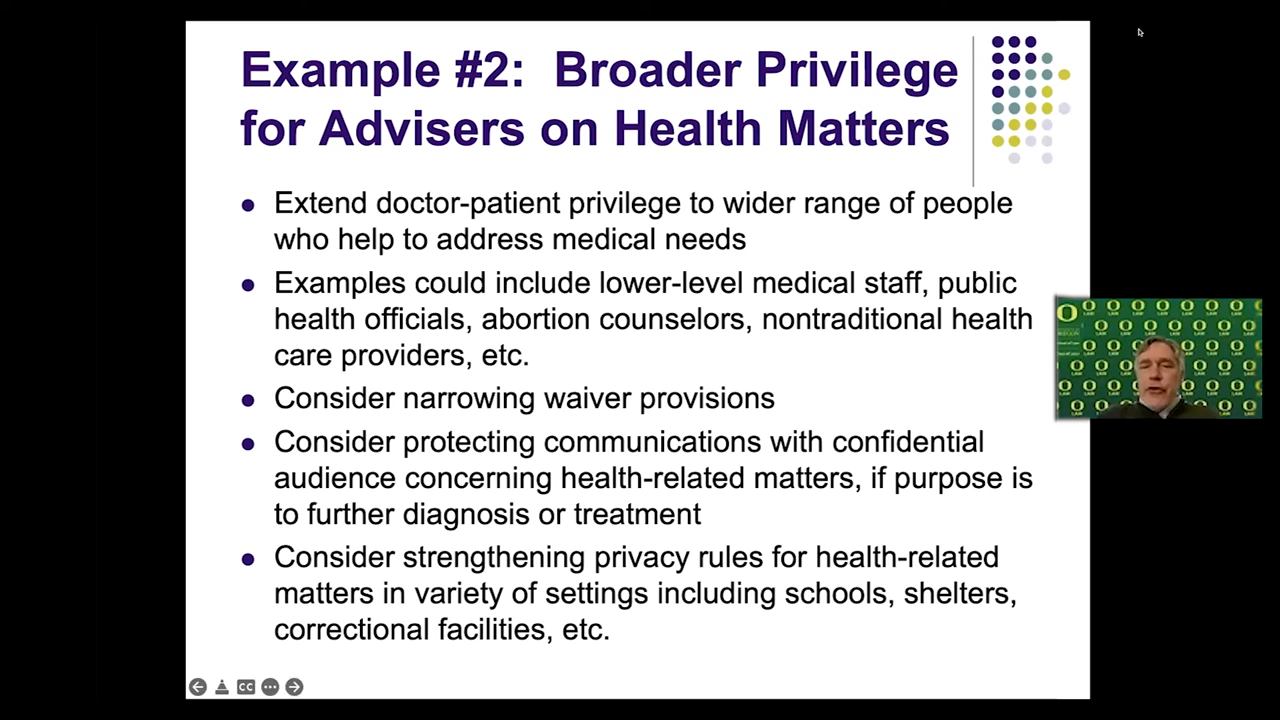 Example #2: Broader Privilege
for Advisers on Health Matters
Extend doctor-patient privilege to wider range of people
who help to address medical needs
Examples could include lower-level medical staff, public
health officials, abortion counselors, nontraditional health
care providers, etc.
Consider narrowing waiver provisions
Consider protecting communications with confidential
audience concerning health-related matters, if purpose is
to further diagnosis or treatment
Consider strengthening privacy rules for health-related
matters in variety of settings including schools, shelters,
correctional facilities, etc.
CC
O
LAW